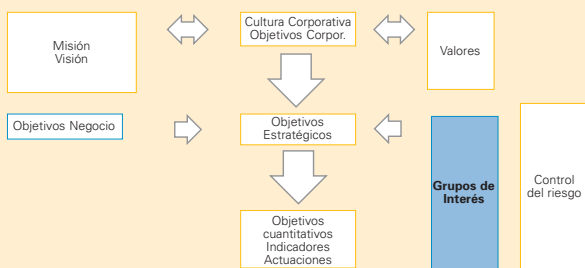 Misión
Visión
Cultura Corporativa
Objetivos Corpor.
Valores
Objetivos Negocio
Objetivos
Estratégicos
Grupos de
Interés
Control
del riesgo
Objetivos
cuantitativos
Indicadores
Actuaciones